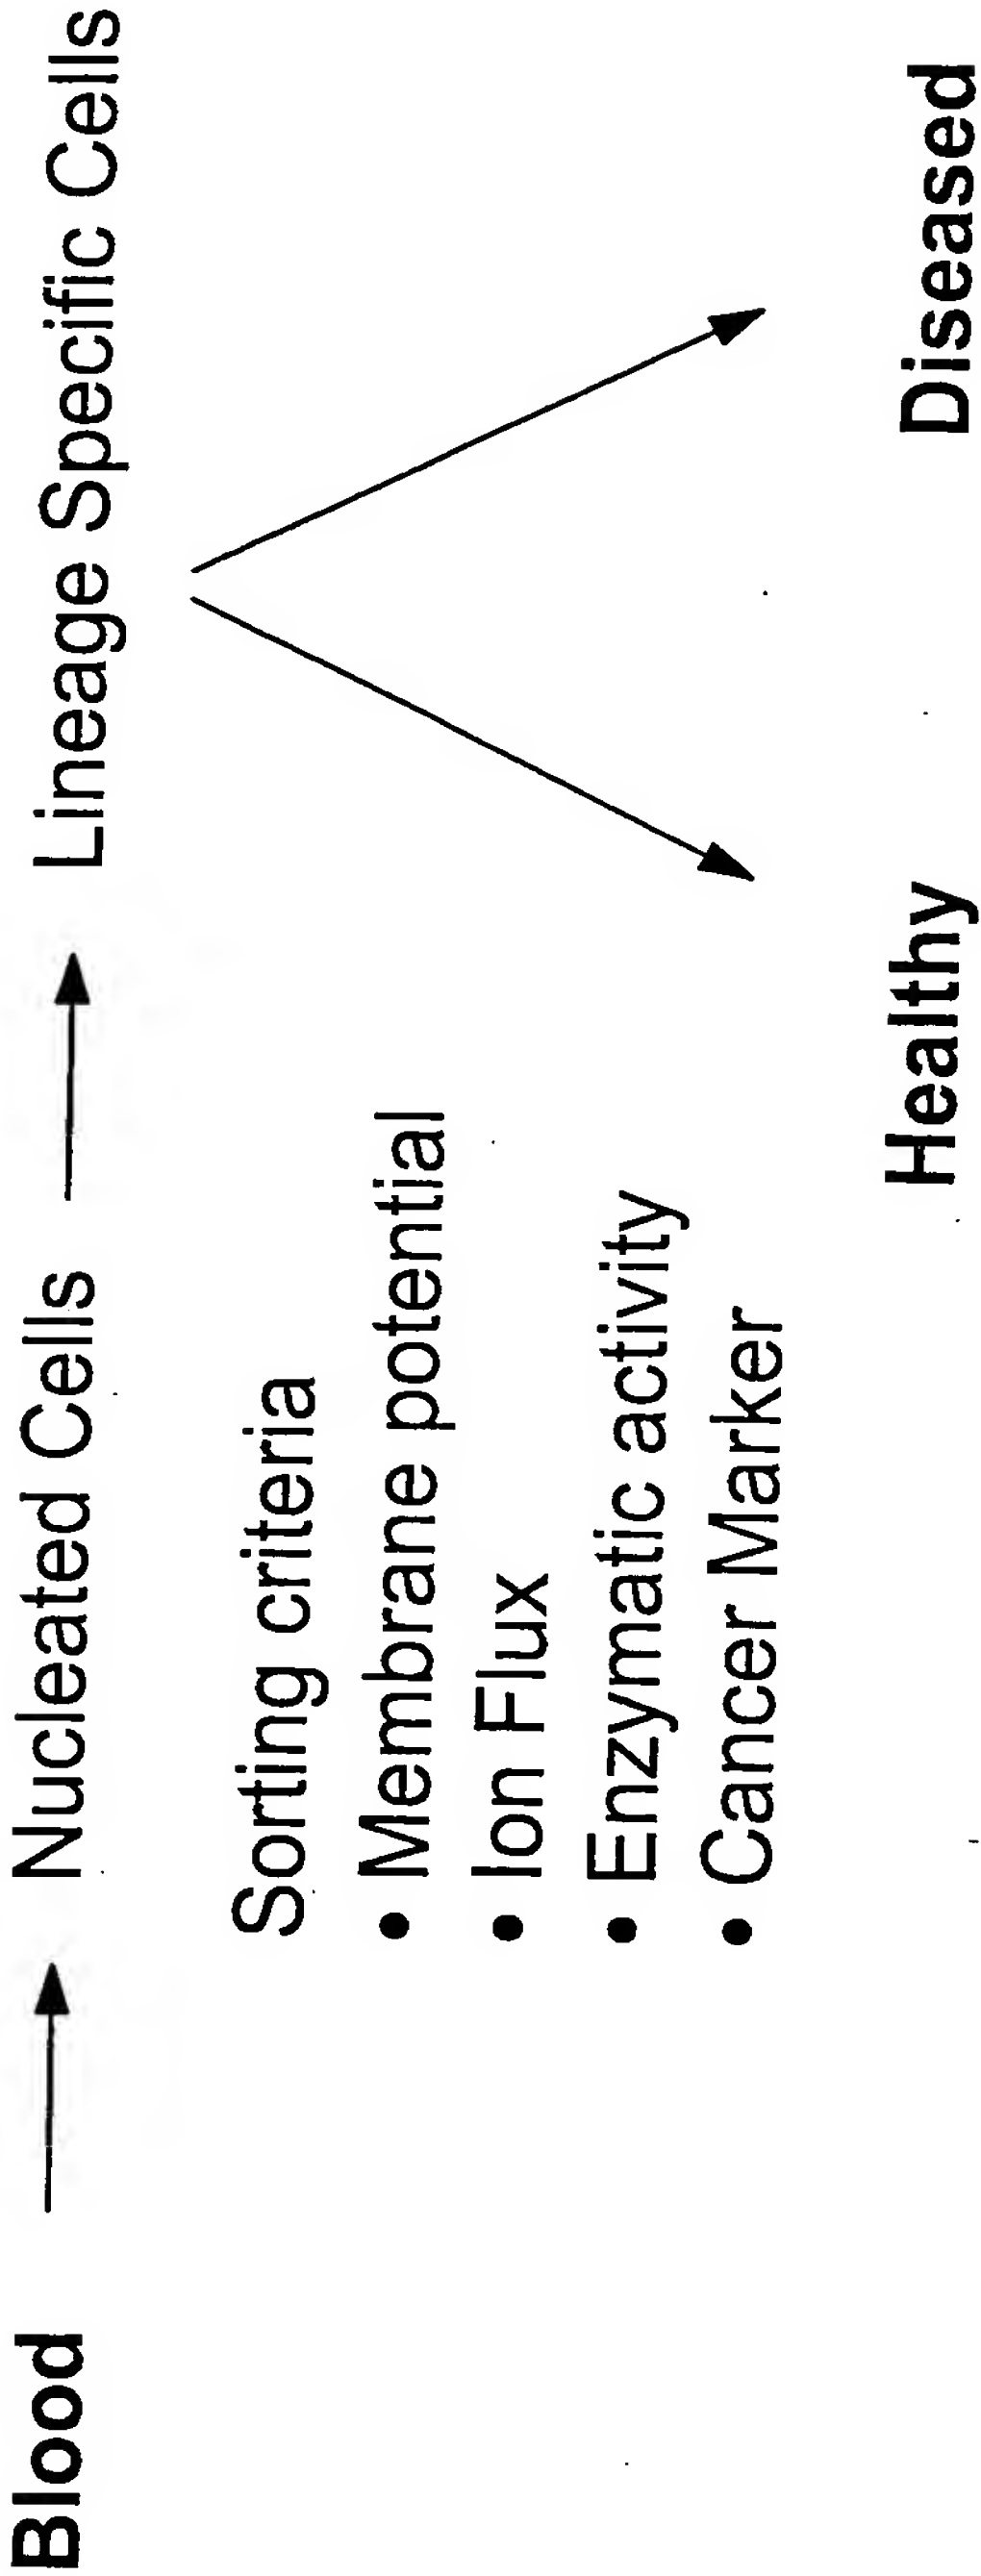 Blood
Nucleated Cells
Lineage Specific Cells
Sorting criteria
• Membrane potential
• Ion Flux
• Enzymatic activity
• Cancer Marker
Healthy
Diseased